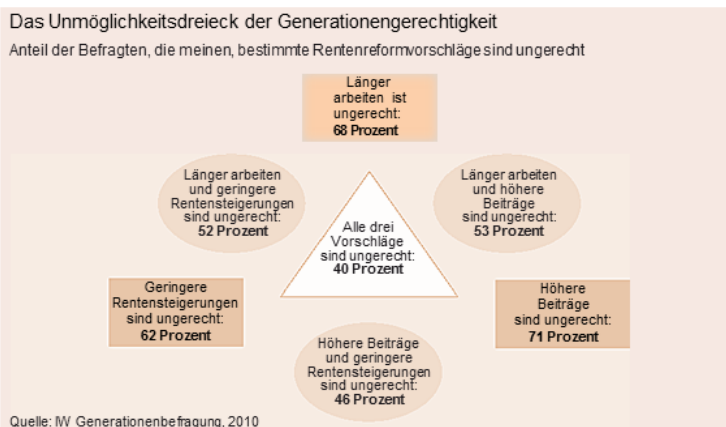 Das Unmöglichkeitsdreieck der Generationengerechtigkeit
Anteil der Befragten, die meinen, bestimmte Rentenreformvorschläge sind ungerecht
Länger
arbeiten ist
ungerecht:
68 Prozent
Länger arbeiten
und geringere
Rentensteigerungen
sind ungerecht:
52 Prozent
Länger arbeiten
und höhere
Beiträge
sind ungerecht:
53 Prozent
Alle drei
Vorschläge
sind ungerecht:
40 Prozent
Geringere
Rentensteigerungen
sind ungerecht:
62 Prozent
Höhere
Beiträge
sind ungerecht:
71 Prozent
Höhere Beiträge
und geringere
Rentensteigerungen
sind ungerecht:
46 Prozent
Quelle: IW Generationenbefragung, 2010